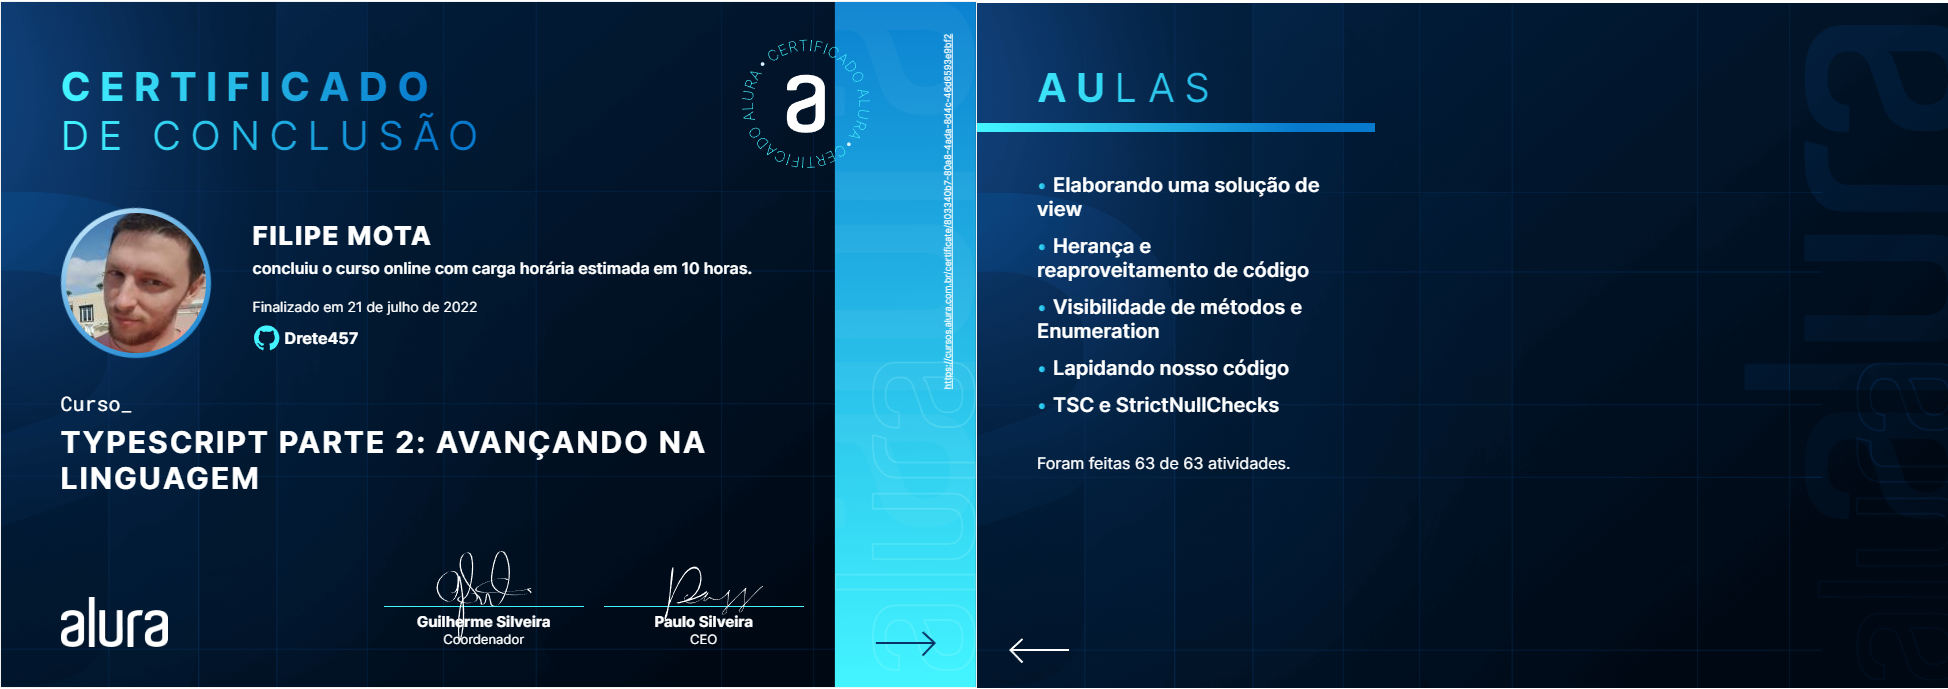 CERTIFICADO
DE CONCLUSÃO
CERTIFICADO ALURA • CERTIFICADO ALURA •
a
FILIPE MOTA
concluiu o curso online com carga horária estimada em 10 horas.
Finalizado em 21 de julho de 2022
Drete457
Curso_
TYPESCRIPT PARTE 2: AVANÇANDO NA
LINGUAGEM
alura
Guilherme Silveira
Coordenador
Paulo Silveira
CEO
https://cursos.alura.com.br/certificate/803340b7-80a8-4ada-8d4c-46d6593e9bf2
alura
AULAS
• Elaborando uma solução de
view
• Herança e
reaproveitamento de código
• Visibilidade de métodos e
Enumeration
• Lapidando nosso código
• TSC e StrictNullChecks
Foram feitas 63 de 63 atividades.
alura
alura